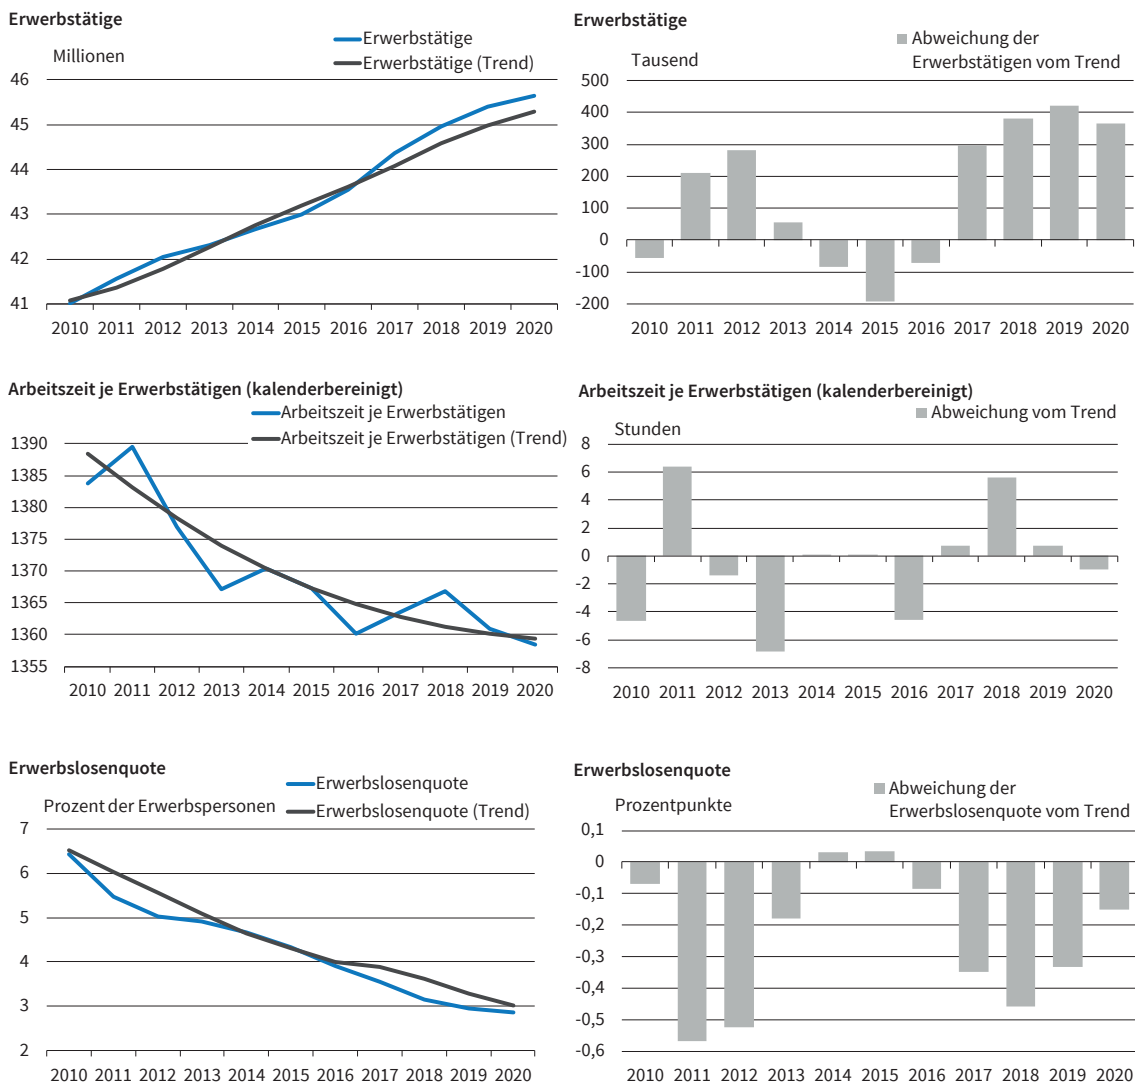 Erwerbstätige
Millionen
Erwerbstätige
Erwerbstätige (Trend)
46
45
44
43
42
41
2010 2011 2012 2013 2014 2015 2016 2017 2018 2019 2020
Erwerbstätige
Tausend
Abweichung der
Erwerbstätigen vom Trend
500
400
300
200
100
0
-100
-200
2010 2011 2012 2013 2014 2015 2016 2017 2018 2019 2020
Arbeitszeit je Erwerbstätigen (kalenderbereinigt)
Arbeitszeit je Erwerbstätigen
Arbeitszeit je Erwerbstätigen (Trend)
1390
1385
1380
1375
1370
1365
1360
1355
2010 2011 2012 2013 2014 2015 2016 2017 2018 2019 2020
Arbeitszeit je Erwerbstätigen (kalenderbereinigt)
Abweichung vom Trend
Stunden
8
6
4
2
0
-2
-4
-6
-8
2010 2011 2012 2013 2014 2015 2016 2017 2018 2019 2020
Erwerbslosenquote
Erwerbslosenquote
Prozent der Erwerbspersonen
Erwerbslosenquote (Trend)
7
6
5
4
3
2
2010 2011 2012 2013 2014 2015 2016 2017 2018 2019 2020
Erwerbslosenquote
Abweichung der
Prozentpunkte
Erwerbslosenquote vom Trend
0,1
0
-0,1
-0,2
-0,3
-0,4
-0,5
-0,6
2010 2011 2012 2013 2014 2015 2016 2017 2018 2019 2020